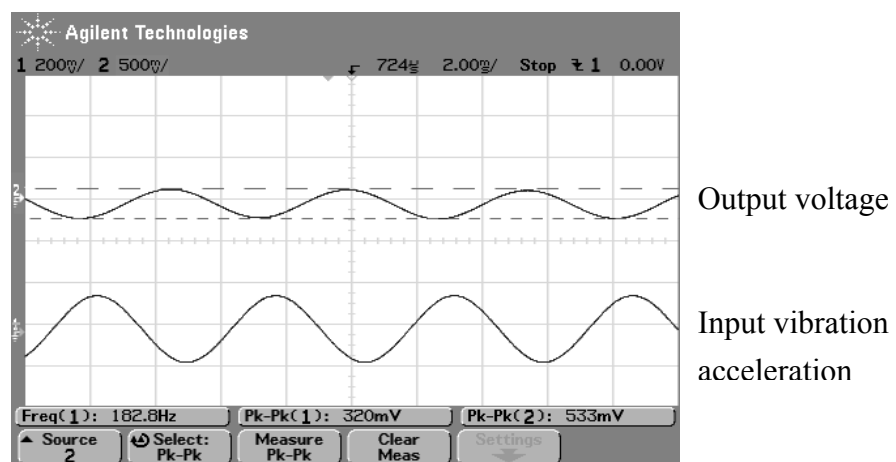 Agilent Technologies
1 200mV/ 2 500mV/ 724µs 2.00ms/ Stop 1 0.00V
2
Output voltage
1
Input vibration
acceleration
Freq(1): 182.8Hz Pk-Pk(1): 320mV Pk-Pk(2): 533mV
Source Select: Measure Clear Settings
2 Pk-Pk Pk-Pk Meas